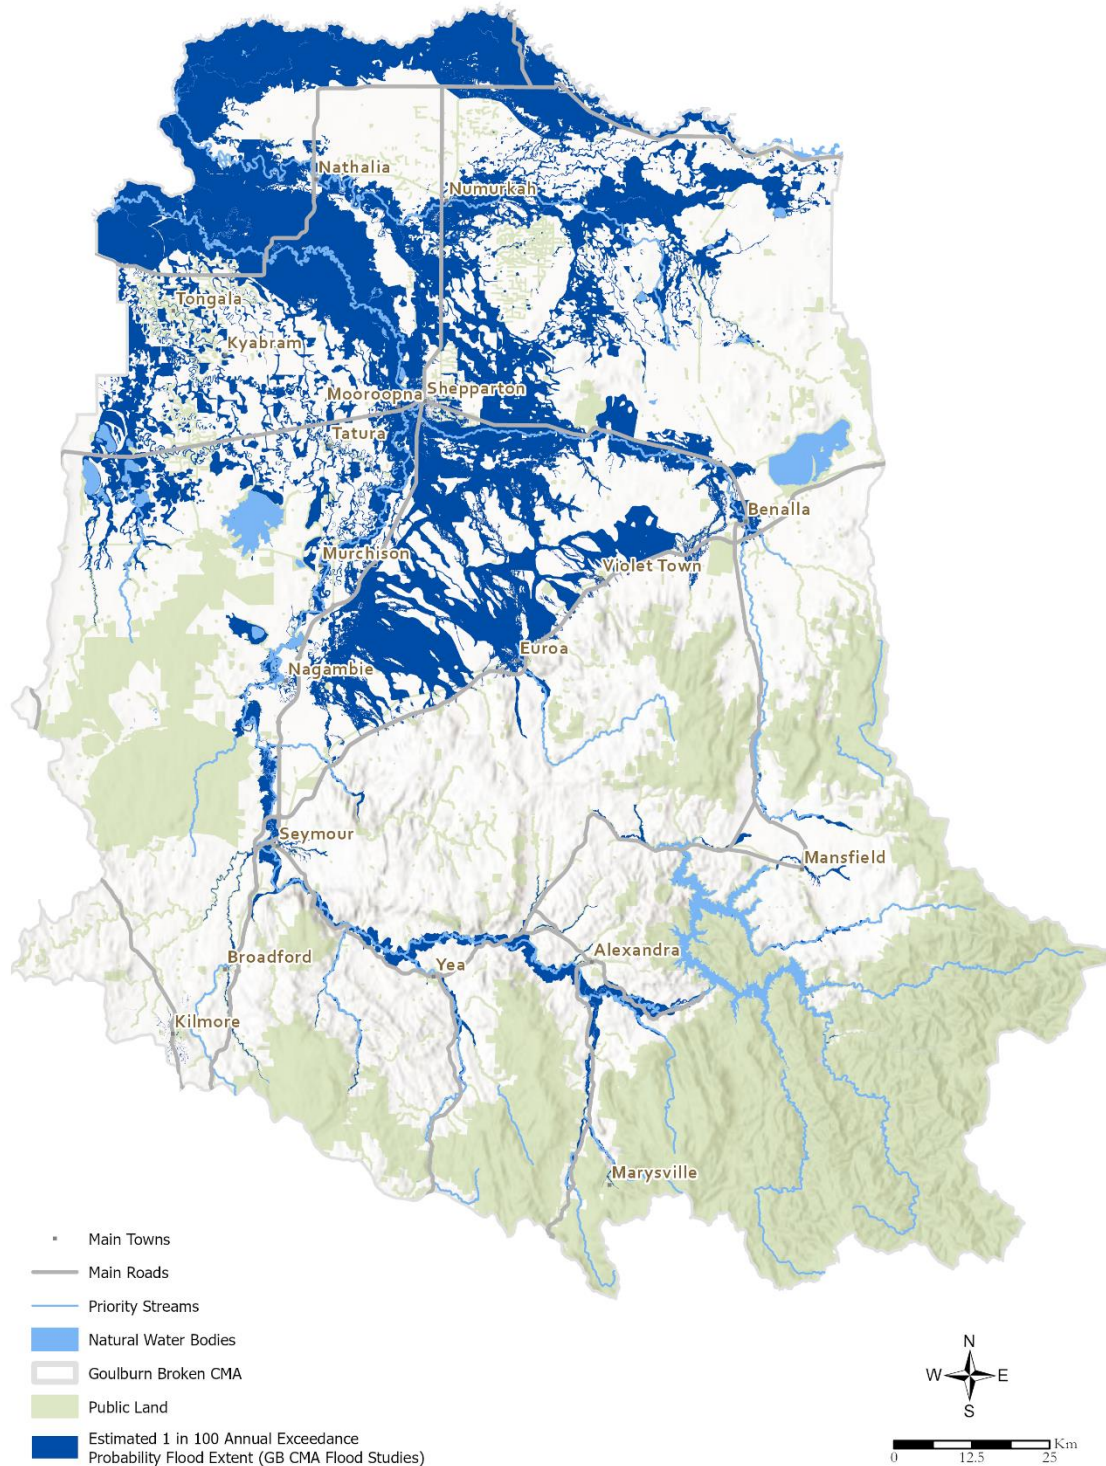 Nathalia
Numurkah
Tongala
Kyabram
Mooroopna
Shepparton
Tatura
Benalla
Murchison
Violet Town
Euroa
Nagambie
Seymour
Mansfield
Broadford
Yea
Alexandra
Kilmore
Marysville
Main Towns
Main Roads
Priority Streams
Natural Water Bodies
Goulburn Broken CMA
Public Land
Estimated 1 in 100 Annual Exceedance
Probability Flood Extent (GB CMA Flood Studies)
N
W E
S
Km
0 12.5 25